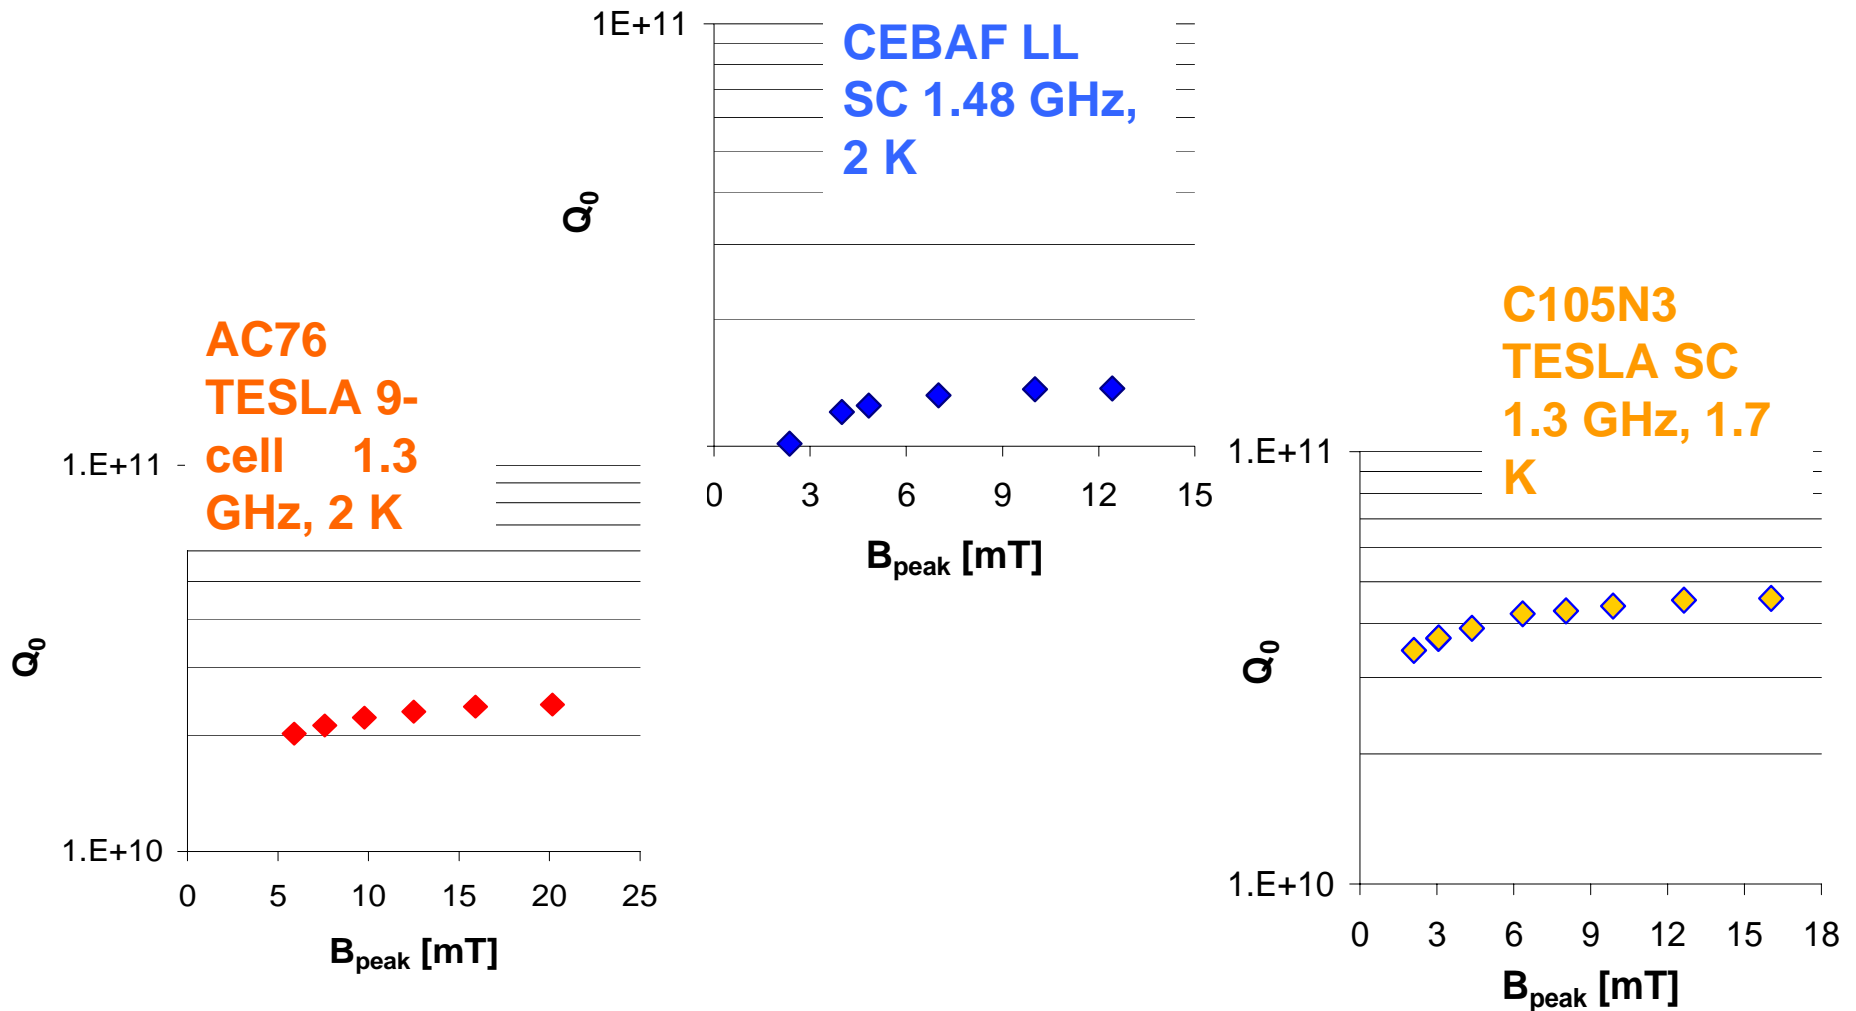 1E+11
CEBAF LL
SC 1.48 GHz,
2 K
Q0
0 3 6 9 12 15
Bpeak [mT]
AC76
TESLA 9-
cell 1.3
GHz, 2 K
1.E+11
Q0
1.E+10
0 5 10 15 20 25
Bpeak [mT]
C105N3
TESLA SC
1.3 GHz, 1.7
K
1.E+11
Q0
1.E+10
0 3 6 9 12 15 18
Bpeak [mT]